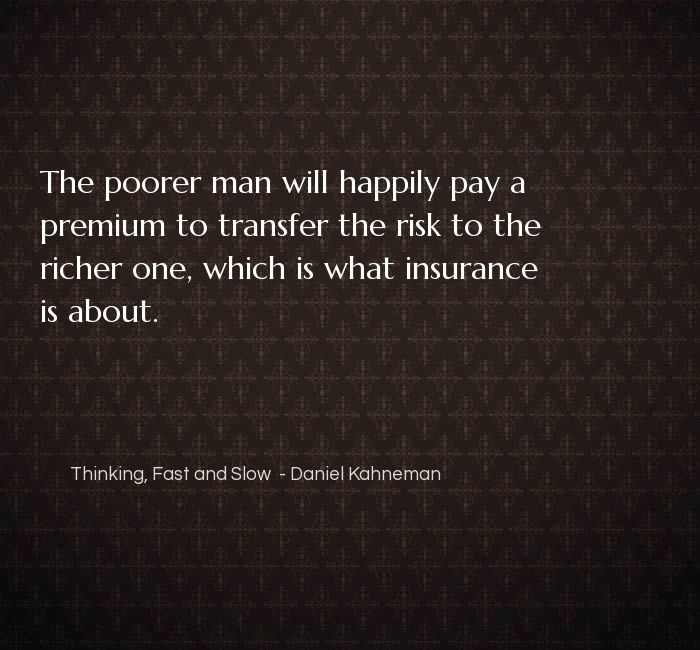 The poorer man will happily pay a
premium to transfer the risk to the
richer one, which is what insurance
is about.
Thinking, Fast and Slow - Daniel Kahneman